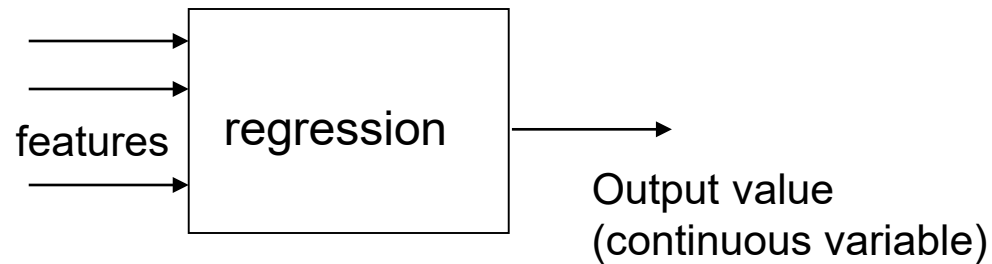 features
regression
Output value
(continuous variable)